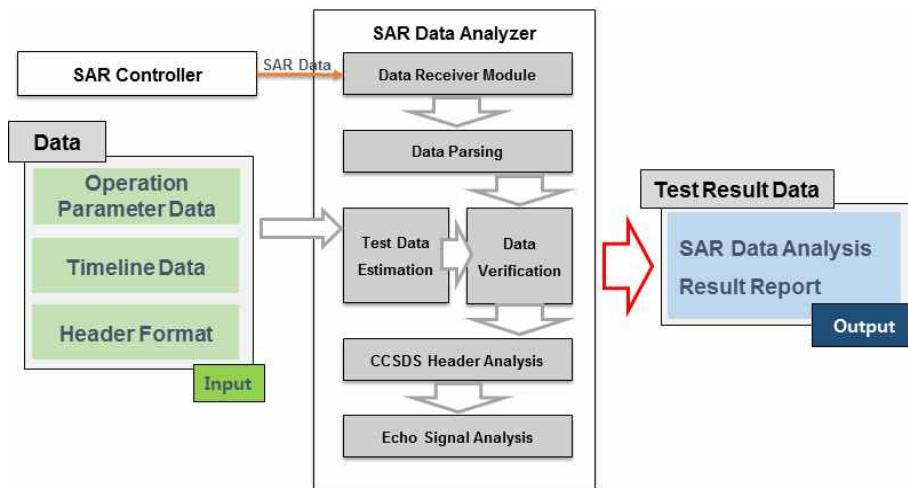 SAR Data Analyzer
SAR Controller
SAR Data
Data Receiver Module
Data Parsing
Data
Operation
Parameter Data
Timeline Data
Header Format
Input
Test Data
Estimation
Data
Verification
CCSDS Header Analysis
Echo Signal Analysis
Test Result Data
SAR Data Analysis
Result Report
Output